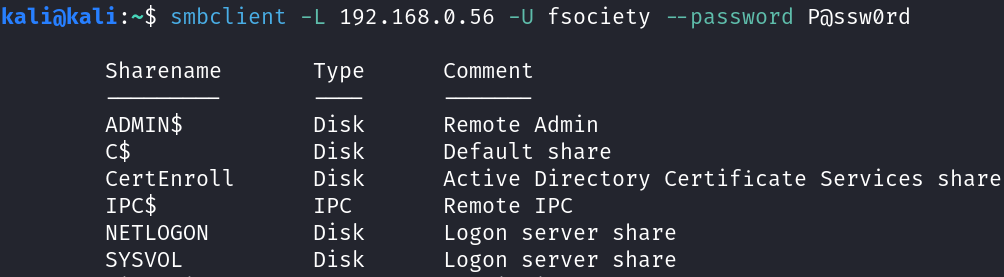 kali@kali:~$ smbclient -L 192.168.0.56 -U fsociety --password P@ssw0rd
Sharename Type Comment
--------- ---- -------
ADMIN$ Disk Remote Admin
C$ Disk Default share
CertEnroll Disk Active Directory Certificate Services share
IPC$ IPC Remote IPC
NETLOGON Disk Logon server share
SYSVOL Disk Logon server share